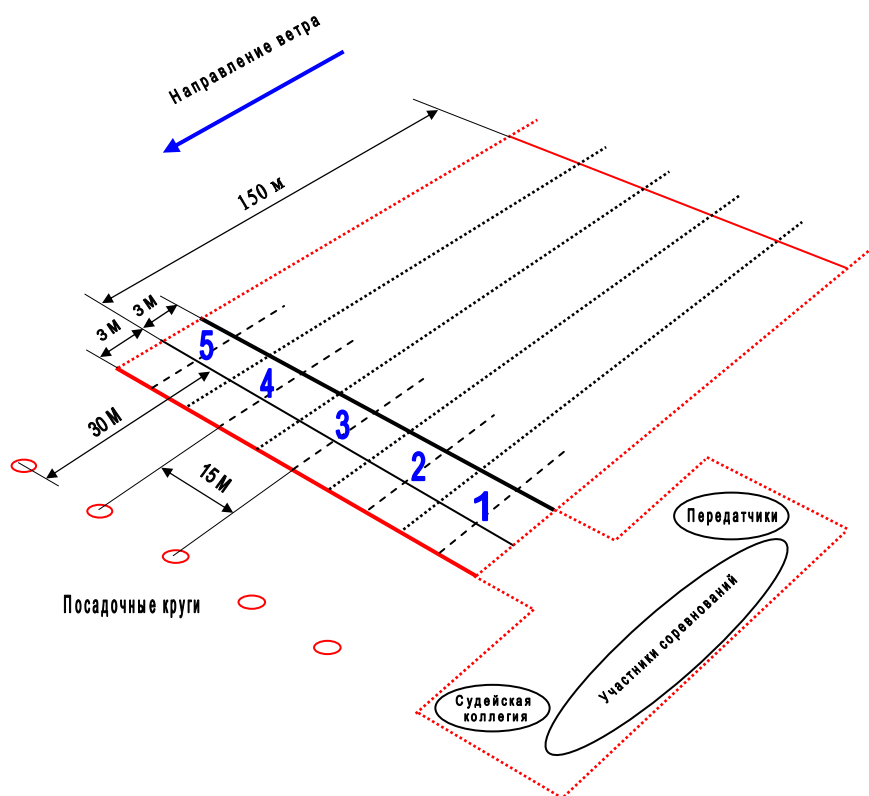 Направление ветра
150 м
3 м
3 м
5
4
3
2
1
30 м
15 м
Посадочные круги
Передатчики
Участники соревнований
Судейская
коллегия